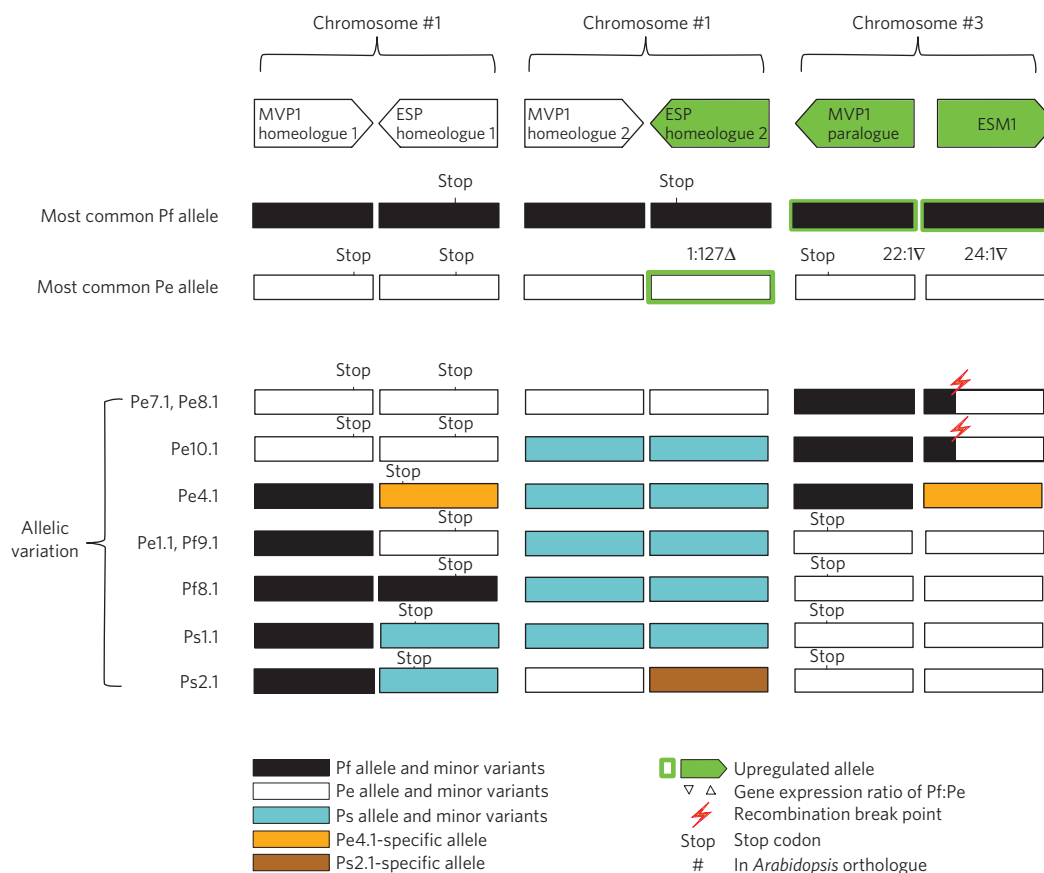 Chromosome #1
Chromosome #1
Chromosome #3
MVP1
homeologue 1
ESP
homeologue 1
MVP1
homeologue 2
ESP
homeologue 2
MVP1
paralogue
ESM1
Stop
Stop
Most common Pf allele
Stop
Stop
1:127Δ
Stop
22:1∇
24:1∇
Most common Pe allele
Stop
Stop
Pe7.1, Pe8.1
Stop
Stop
Pe10.1
Stop
Pe4.1
Stop
Stop
Pe1.1, Pf9.1
Stop
Stop
Pf8.1
Stop
Stop
Ps1.1
Stop
Stop
Ps2.1
Allelic
variation
Pf allele and minor variants
Pe allele and minor variants
Ps allele and minor variants
Pe4.1-specific allele
Ps2.1-specific allele
Upregulated allele
∇ Δ Gene expression ratio of Pf:Pe
Recombination break point
Stop Stop codon
# In Arabidopsis orthologue